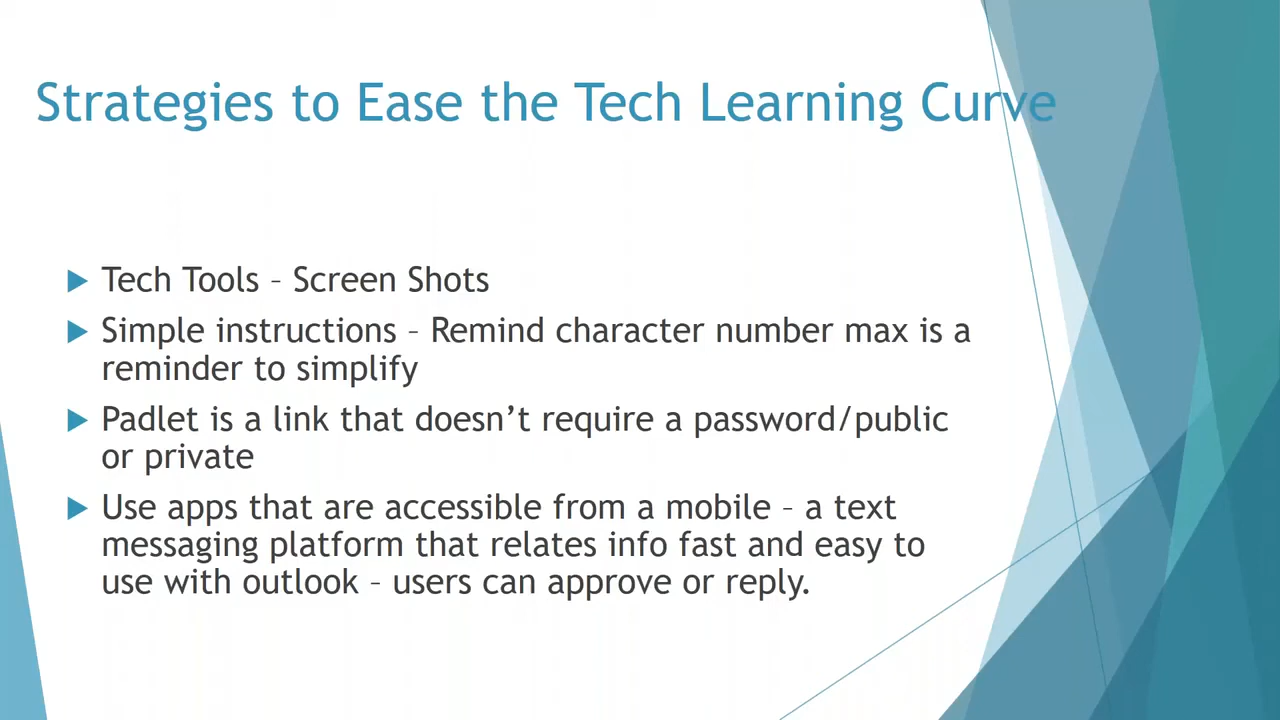 Strategies to Ease the Tech Learning Curve
Tech Tools – Screen Shots
Simple instructions – Remind character number max is a
reminder to simplify
Padlet is a link that doesn’t require a password/public
or private
Use apps that are accessible from a mobile – a text
messaging platform that relates info fast and easy to
use with outlook – users can approve or reply.